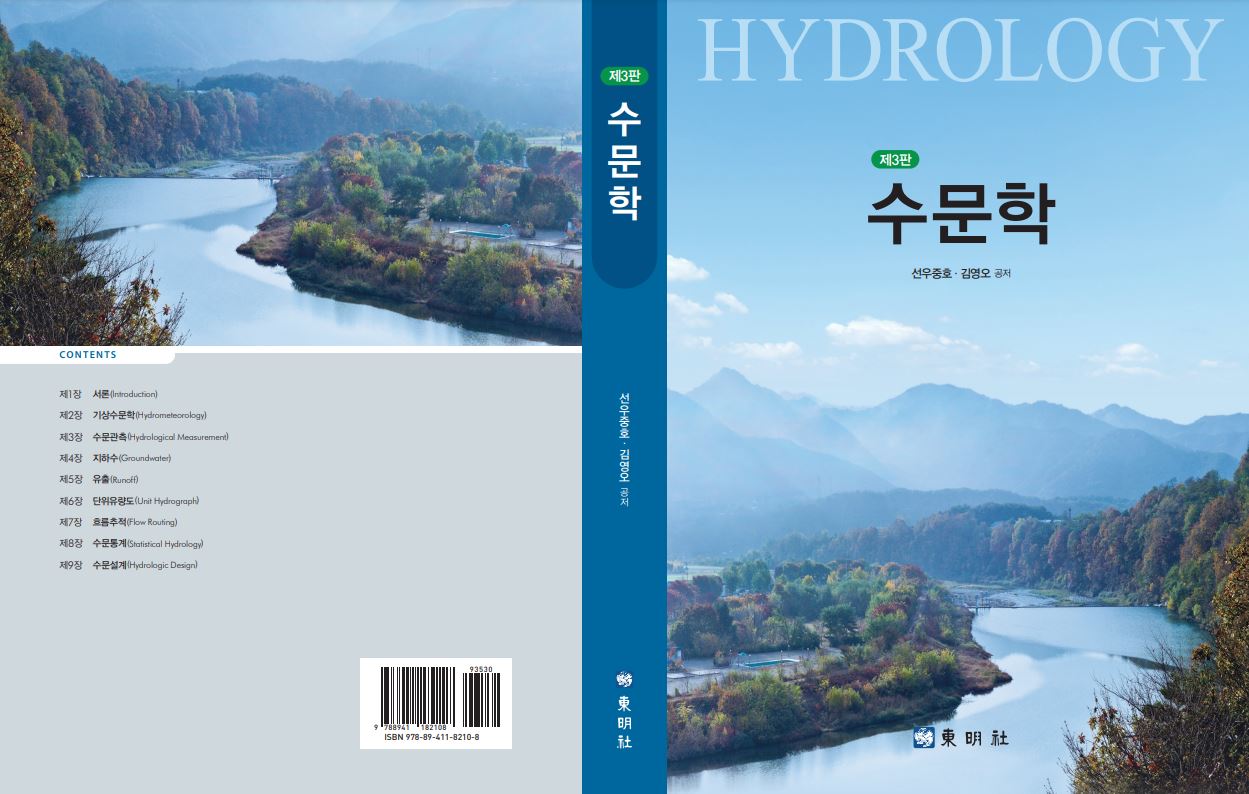 CONTENTS
제1장 서론(Introduction)
제2장 기상수문학(Hydrometeorology)
제3장 수문관측(Hydrological Measurement)
제4장 지하수(Groundwater)
제5장 유출(Runoff)
제6장 단위유량도(Unit Hydrograph)
제7장 흐름추적(Flow Routing)
제8장 수문통계(Statistical Hydrology)
제9장 수문설계(Hydrologic Design)
93530
9 788941 182108
ISBN 978-89-411-8210-8
제3판
수문학
선우중호 · 김영오 공저
東明社
HYDROLOGY
제3판
수문학
선우중호 · 김영오 공저
東明社